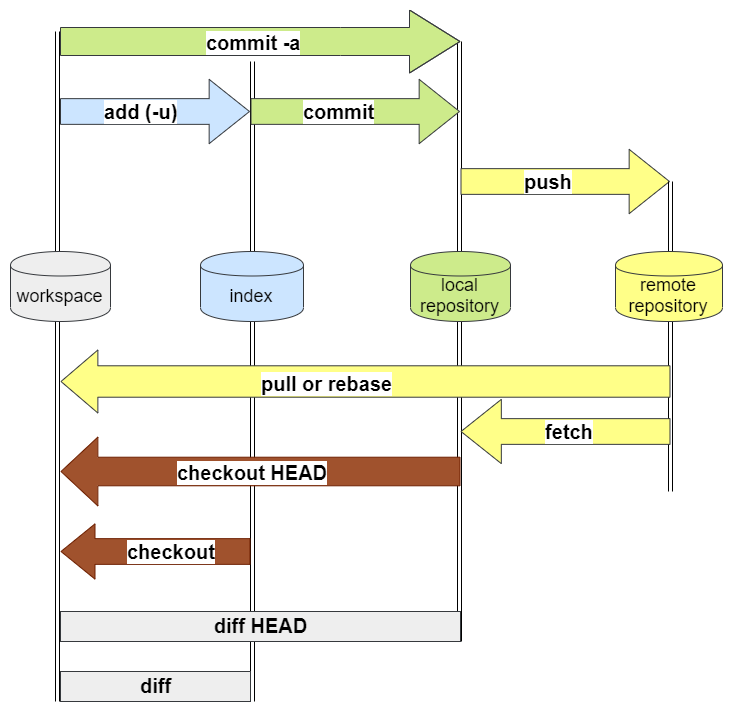 commit -a
add (-u)
commit
push
workspace
index
local
repository
remote
repository
pull or rebase
fetch
checkout HEAD
checkout
diff HEAD
diff